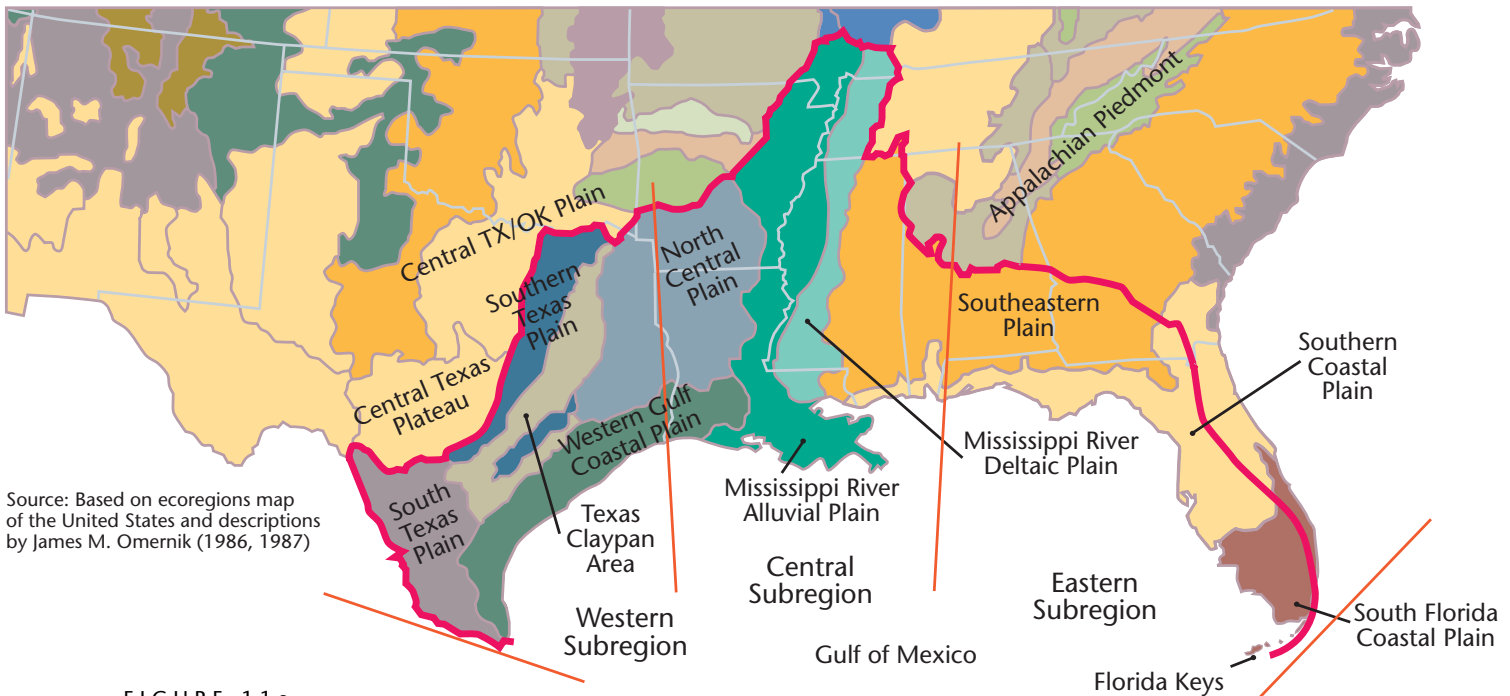 Appalachian Piedmont
Central TX/OK Plain
North
Central
Plain
Southern
Texas
Plain
Southeastern
Plain
Southern
Coastal
Plain
Central Texas
Plateau
Western Gulf
Coastal Plain
Mississippi River
Deltaic Plain
Mississippi River
Alluvial Plain
South
Texas
Plain
Source: Based on ecoregions map
of the United States and descriptions
by James M. Omernik (1986, 1987)
Texas
Claypan
Area
Central
Subregion
Eastern
Subregion
Western
Subregion
South Florida
Coastal Plain
Gulf of Mexico
Florida Keys